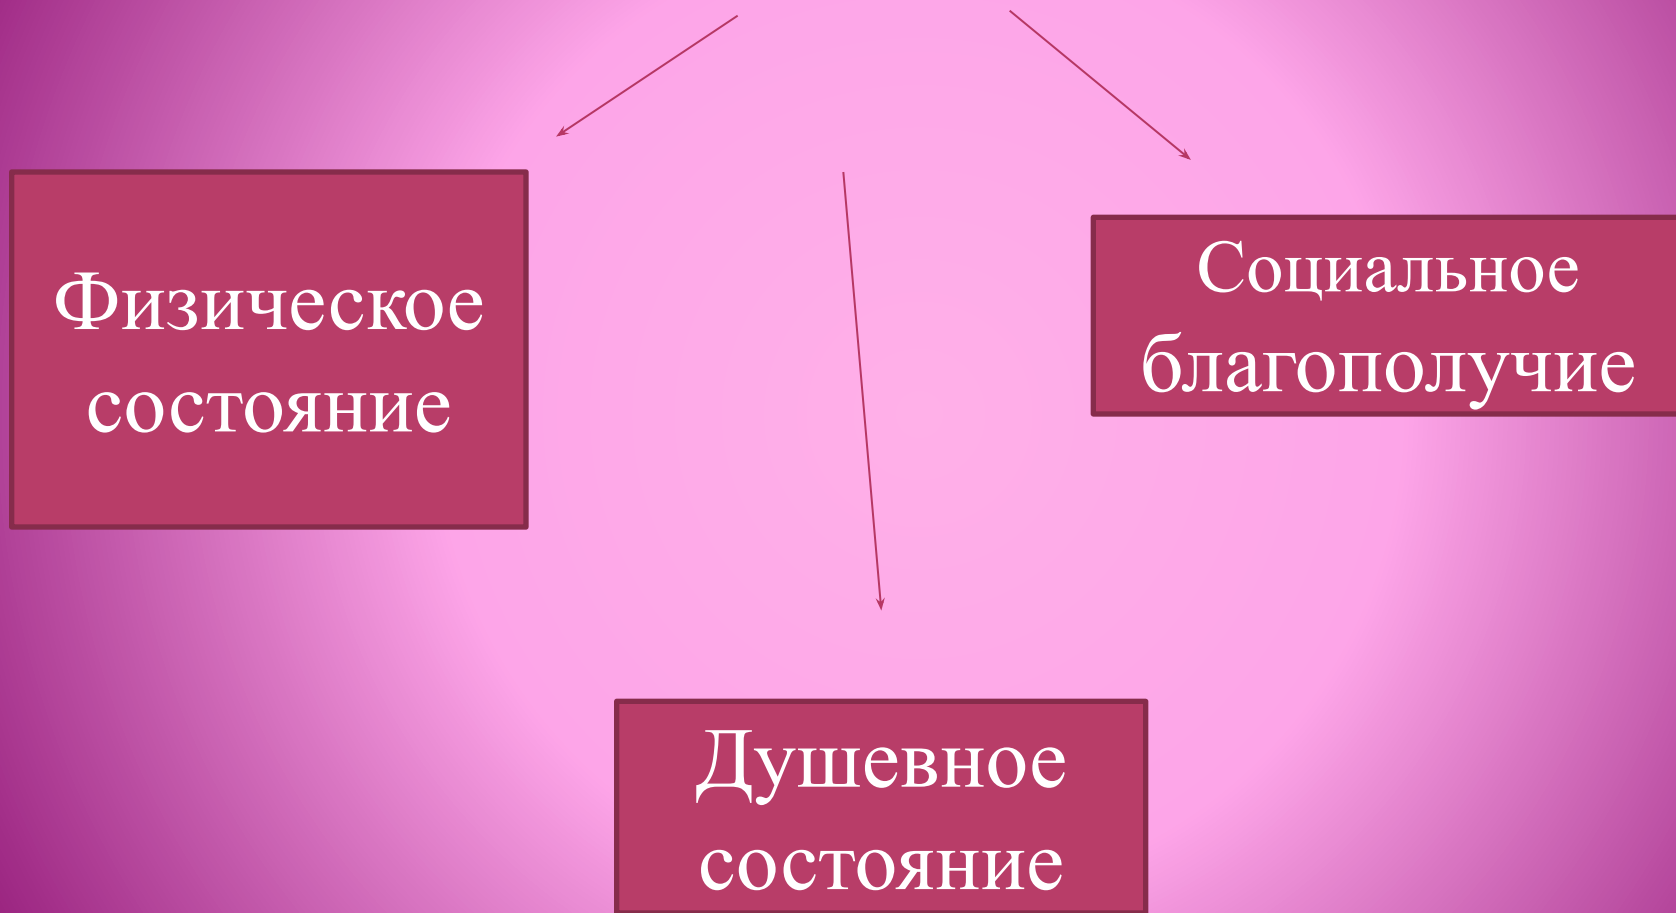 Физическое
состояние
Социальное
благополучие
Душевное
состояние